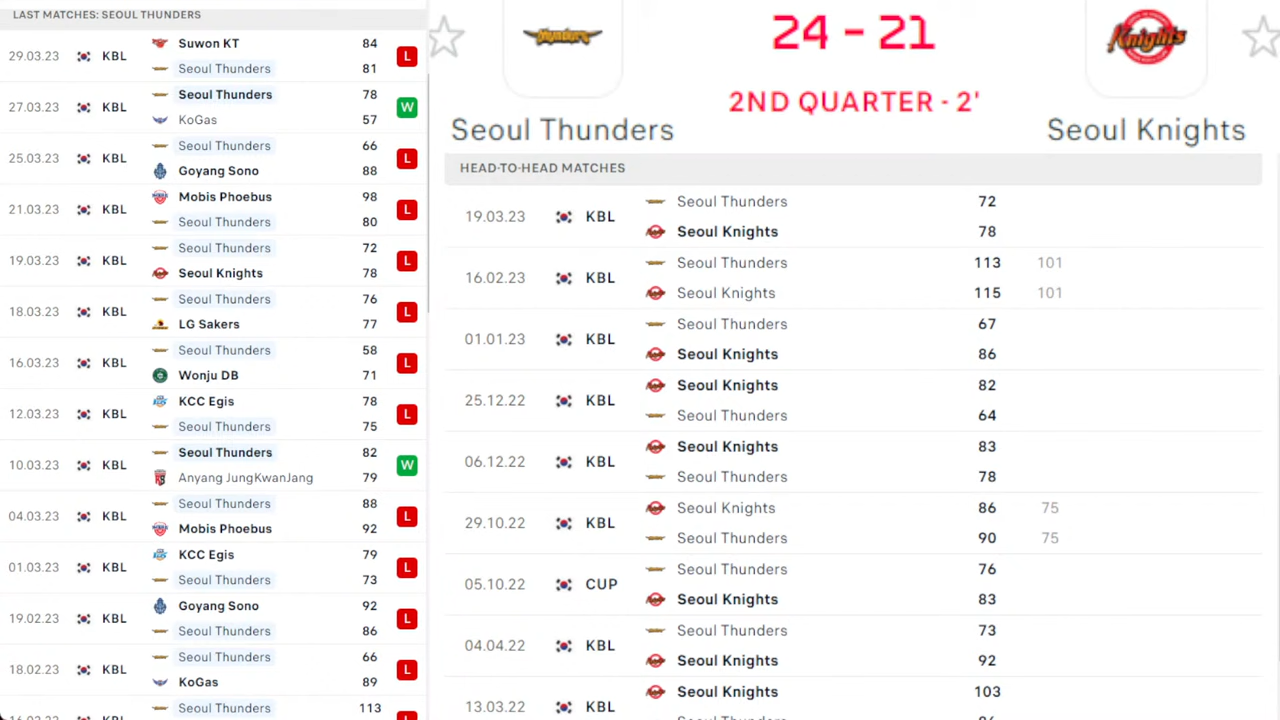 LAST MATCHES: SEOUL THUNDERS
29.03.23 KBL Suwon KT 84 L
Seoul Thunders 81
27.03.23 KBL Seoul Thunders 78 W
KoGas 57
25.03.23 KBL Seoul Thunders 66 L
Goyang Sono 88
21.03.23 KBL Mobis Phoebus 98 L
Seoul Thunders 80
19.03.23 KBL Seoul Thunders 72 L
Seoul Knights 78
18.03.23 KBL Seoul Thunders 76 L
LG Sakers 77
16.03.23 KBL Seoul Thunders 58 L
Wonju DB 71
12.03.23 KBL KCC Egis 78 L
Seoul Thunders 75
10.03.23 KBL Seoul Thunders 82 W
Anyang JungKwanJang 79
04.03.23 KBL Seoul Thunders 88 L
Mobis Phoebus 92
01.03.23 KBL KCC Egis 79 L
Seoul Thunders 73
19.02.23 KBL Goyang Sono 92 L
Seoul Thunders 86
18.02.23 KBL Seoul Thunders 66 L
KoGas 89
Seoul Thunders 113
Thunders
24 - 21
Knights
2ND QUARTER - 2'
Seoul Thunders
Seoul Knights
HEAD-TO-HEAD MATCHES
19.03.23 KBL Seoul Thunders 72
Seoul Knights 78
16.02.23 KBL Seoul Thunders 113 101
Seoul Knights 115 101
01.01.23 KBL Seoul Thunders 67
Seoul Knights 86
25.12.22 KBL Seoul Knights 82
Seoul Thunders 64
06.12.22 KBL Seoul Knights 83
Seoul Thunders 78
29.10.22 KBL Seoul Knights 86 75
Seoul Thunders 90 75
05.10.22 CUP Seoul Thunders 76
Seoul Knights 83
04.04.22 KBL Seoul Thunders 73
Seoul Knights 92
13.03.22 KBL Seoul Knights 103
Seoul Thunders